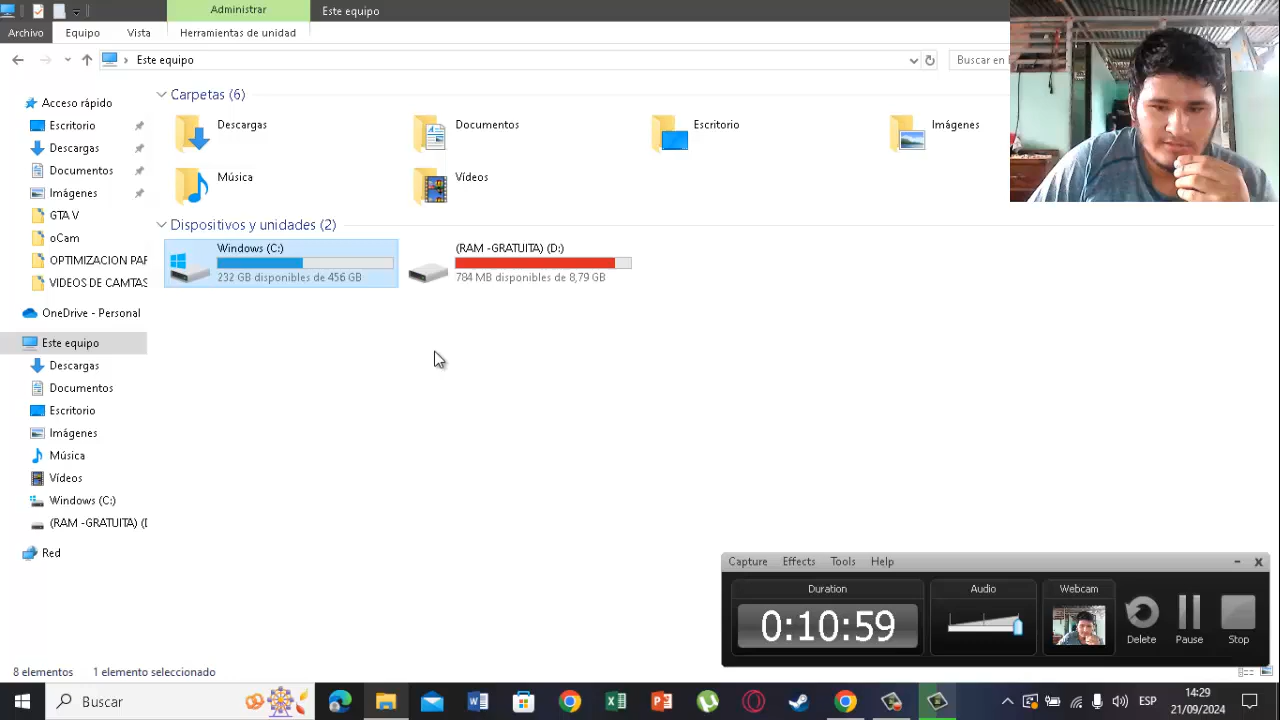 Administrar
Este equipo
Archivo
Equipo
Vista
Herramientas de unidad
Este equipo
Buscar en
Acceso rápido
Escritorio
Descargas
Documentos
Imágenes
GTA V
oCam
OPTIMIZACION PAR
VIDEOS DE CAMTAS
OneDrive - Personal
Este equipo
Descargas
Documentos
Escritorio
Imágenes
Música
Vídeos
Windows (C:)
(RAM -GRATUITA) (D
Red
Carpetas (6)
Descargas
Documentos
Escritorio
Imágenes
Música
Vídeos
Dispositivos y unidades (2)
Windows (C:)
232 GB disponibles de 456 GB
(RAM -GRATUITA) (D:)
784 MB disponibles de 8,79 GB
Capture
Effects
Tools
Help
Duration
0:10:59
Audio
Webcam
Delete
Pause
Stop
8 elementos
1 elemento seleccionado
Buscar
ESP
14:29
21/09/2024